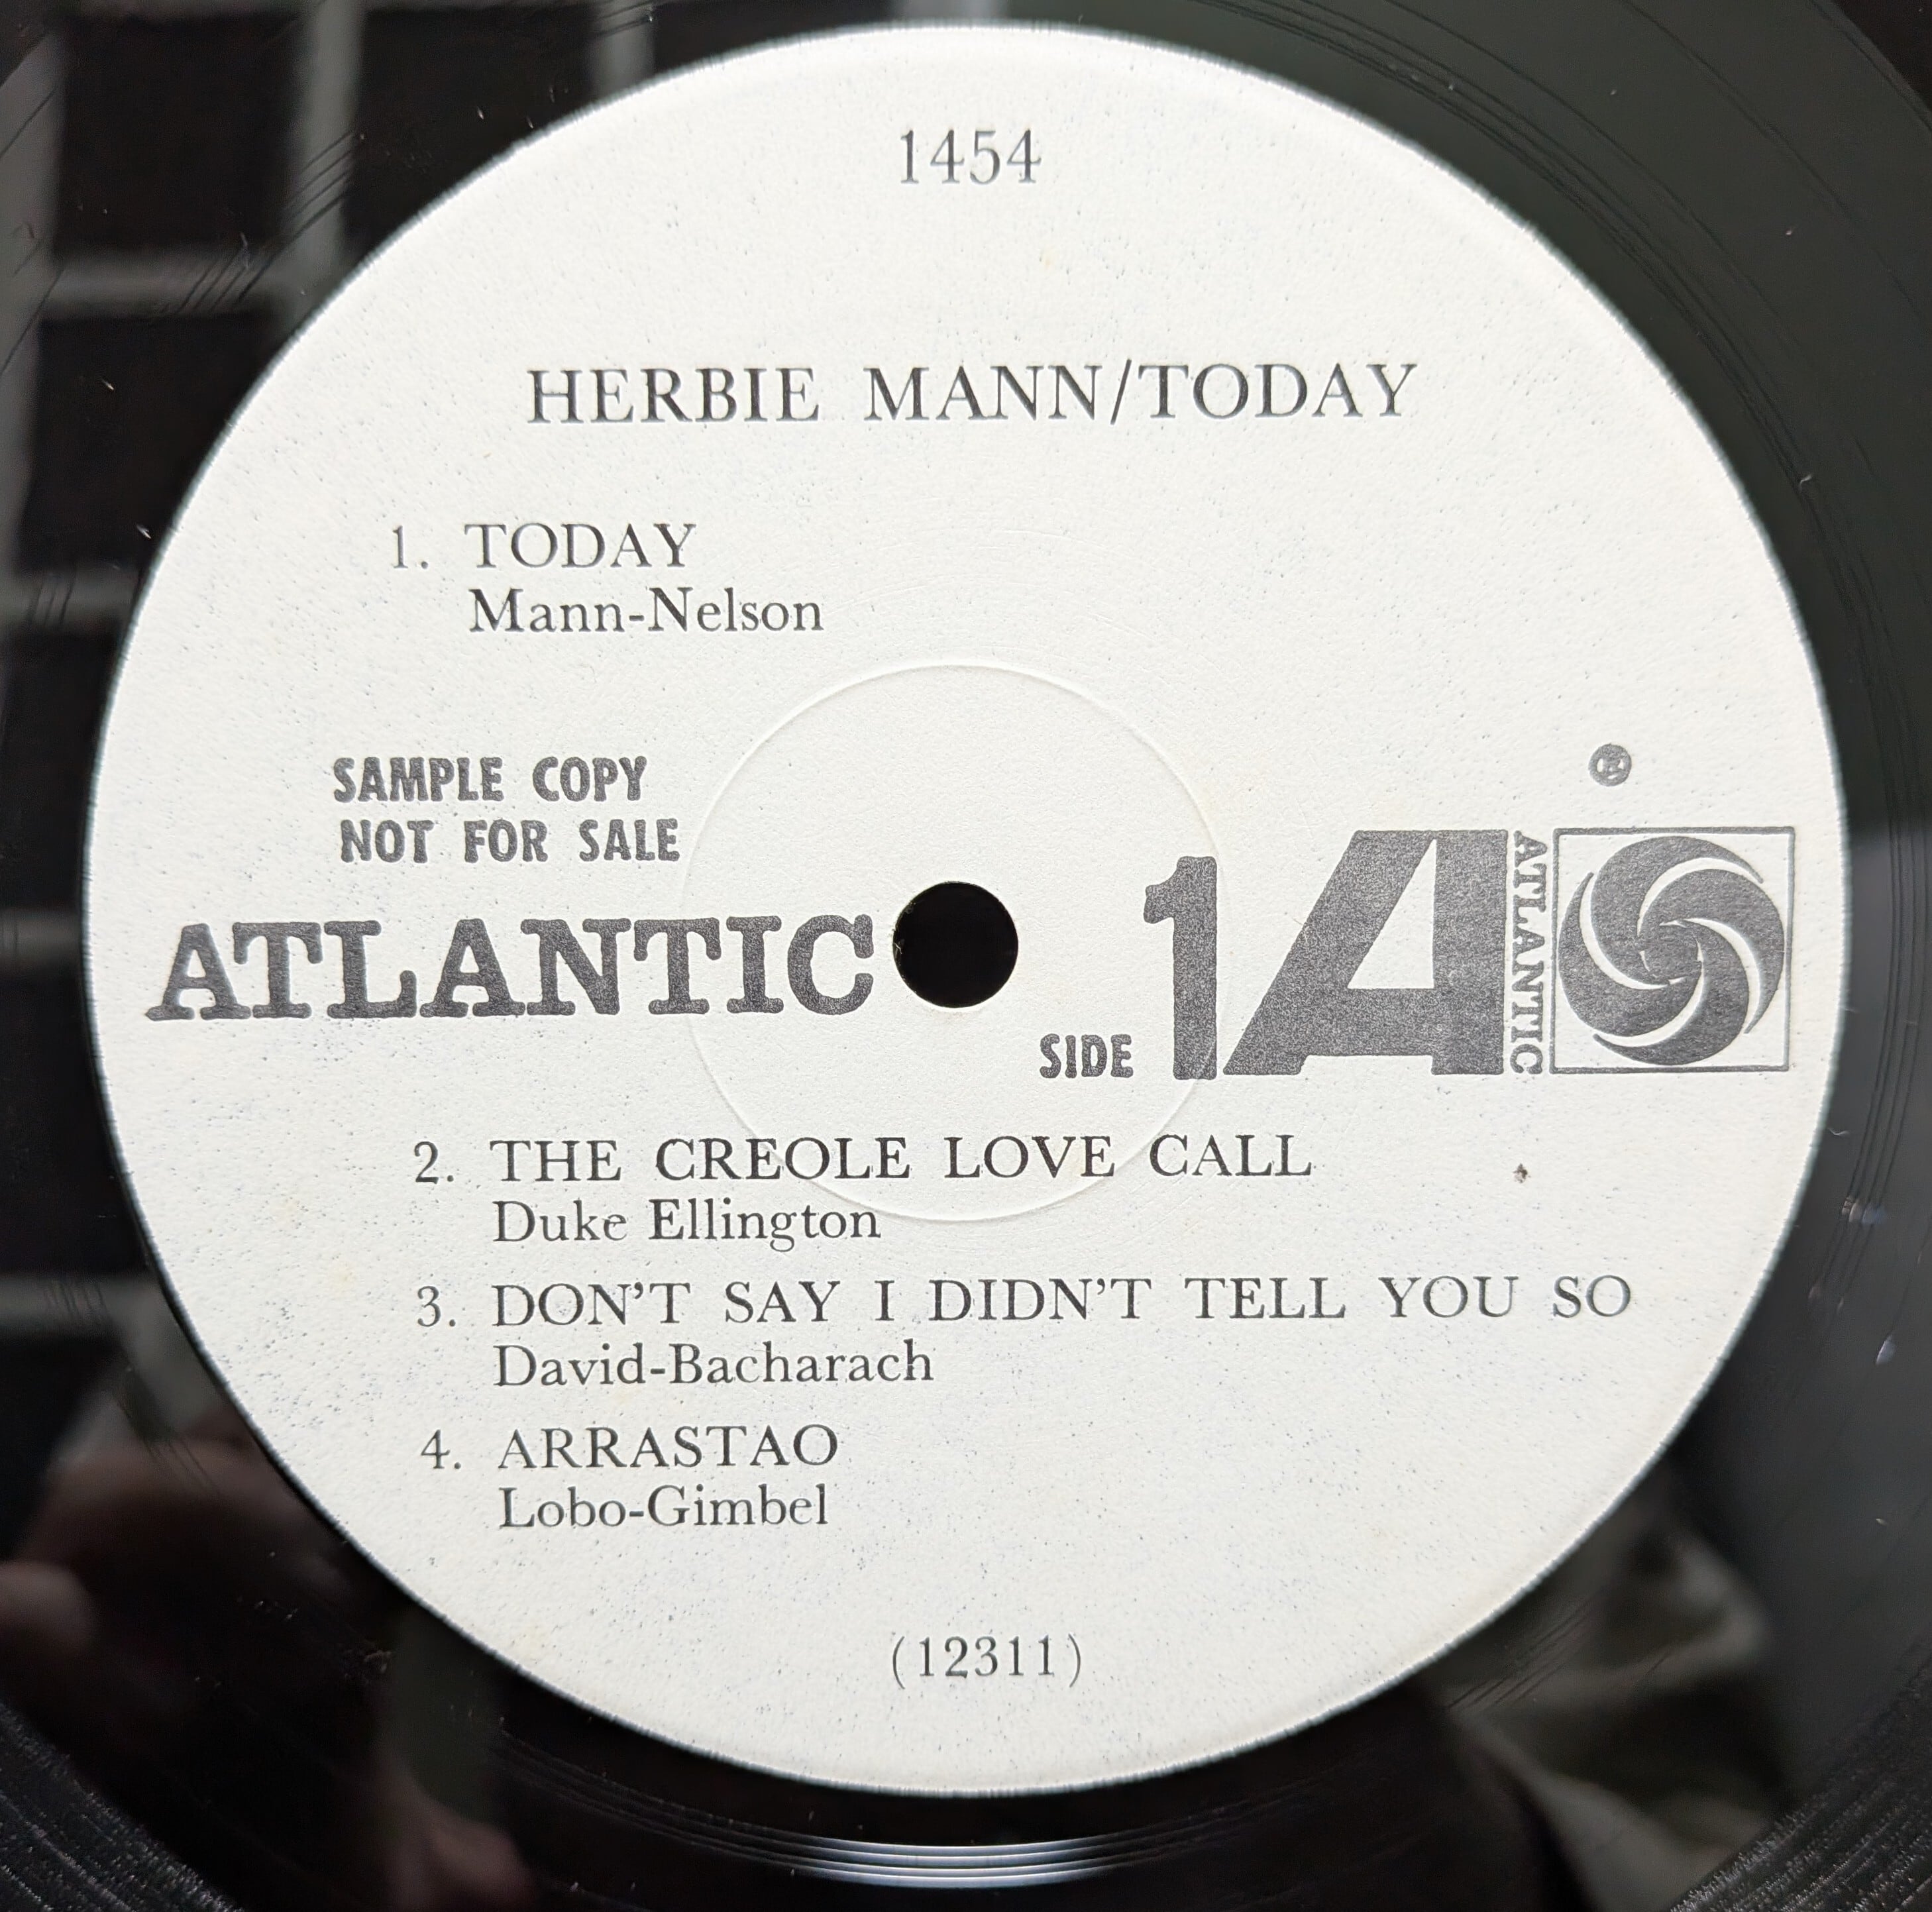 1454
HERBIE MANN/TODAY
1. TODAY
Mann-Nelson
SAMPLE COPY
NOT FOR SALE
®
ATLANTIC
SIDE 1
A
ATLANTIC
2. THE CREOLE LOVE CALL
Duke Ellington
3. DON'T SAY I DIDN'T TELL YOU SO
David-Bacharach
4. ARRASTAO
Lobo-Gimbel
(12311)